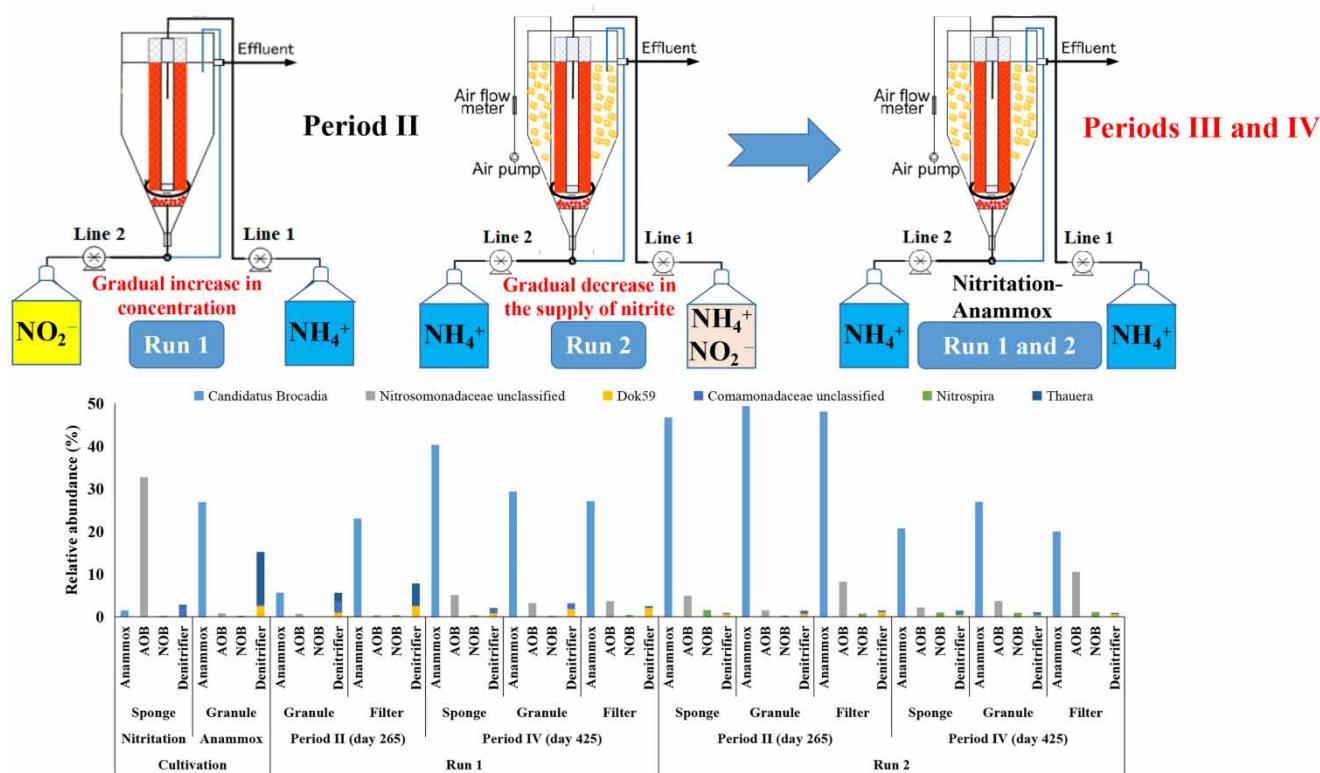 Effluent
Effluent
Effluent
Air flow
meter
Air flow
meter
Period II
Periods III and IV
Air pump
Air pump
Line 2
Line 1
Line 2
Line 1
Line 2
Line 1
Gradual increase in
concentration
Gradual decrease in
the supply of nitrite
Nitritation-
Anammox
NO₂⁻
Run 1
NH₄⁺
NH₄⁺
Run 2
NH₄⁺
NO₂⁻
NH₄⁺
Run 1 and 2
NH₄⁺
Candidatus Brocadia
Nitrosomonadaceae unclassified
Dok59
Comamonadaceae unclassified
Nitrospira
Thauera
Relative abundance (%)
50
40
30
20
10
0
Anammox AOB NOB Denitrifier Anammox AOB NOB Denitrifier Anammox AOB NOB Denitrifier Anammox AOB NOB Denitrifier Anammox AOB NOB Denitrifier Anammox AOB NOB Denitrifier Anammox AOB NOB Denitrifier Anammox AOB NOB Denitrifier Anammox AOB NOB Denitrifier Anammox AOB NOB Denitrifier Anammox AOB NOB Denitrifier Anammox AOB NOB Denitrifier Anammox AOB NOB Denitrifier
Sponge Granule Granule Filter Sponge Granule Filter Sponge Granule Filter Sponge Granule Filter
Nitritation Anammox Period II (day 265) Period IV (day 425) Period II (day 265) Period IV (day 425)
Cultivation Run 1 Run 2